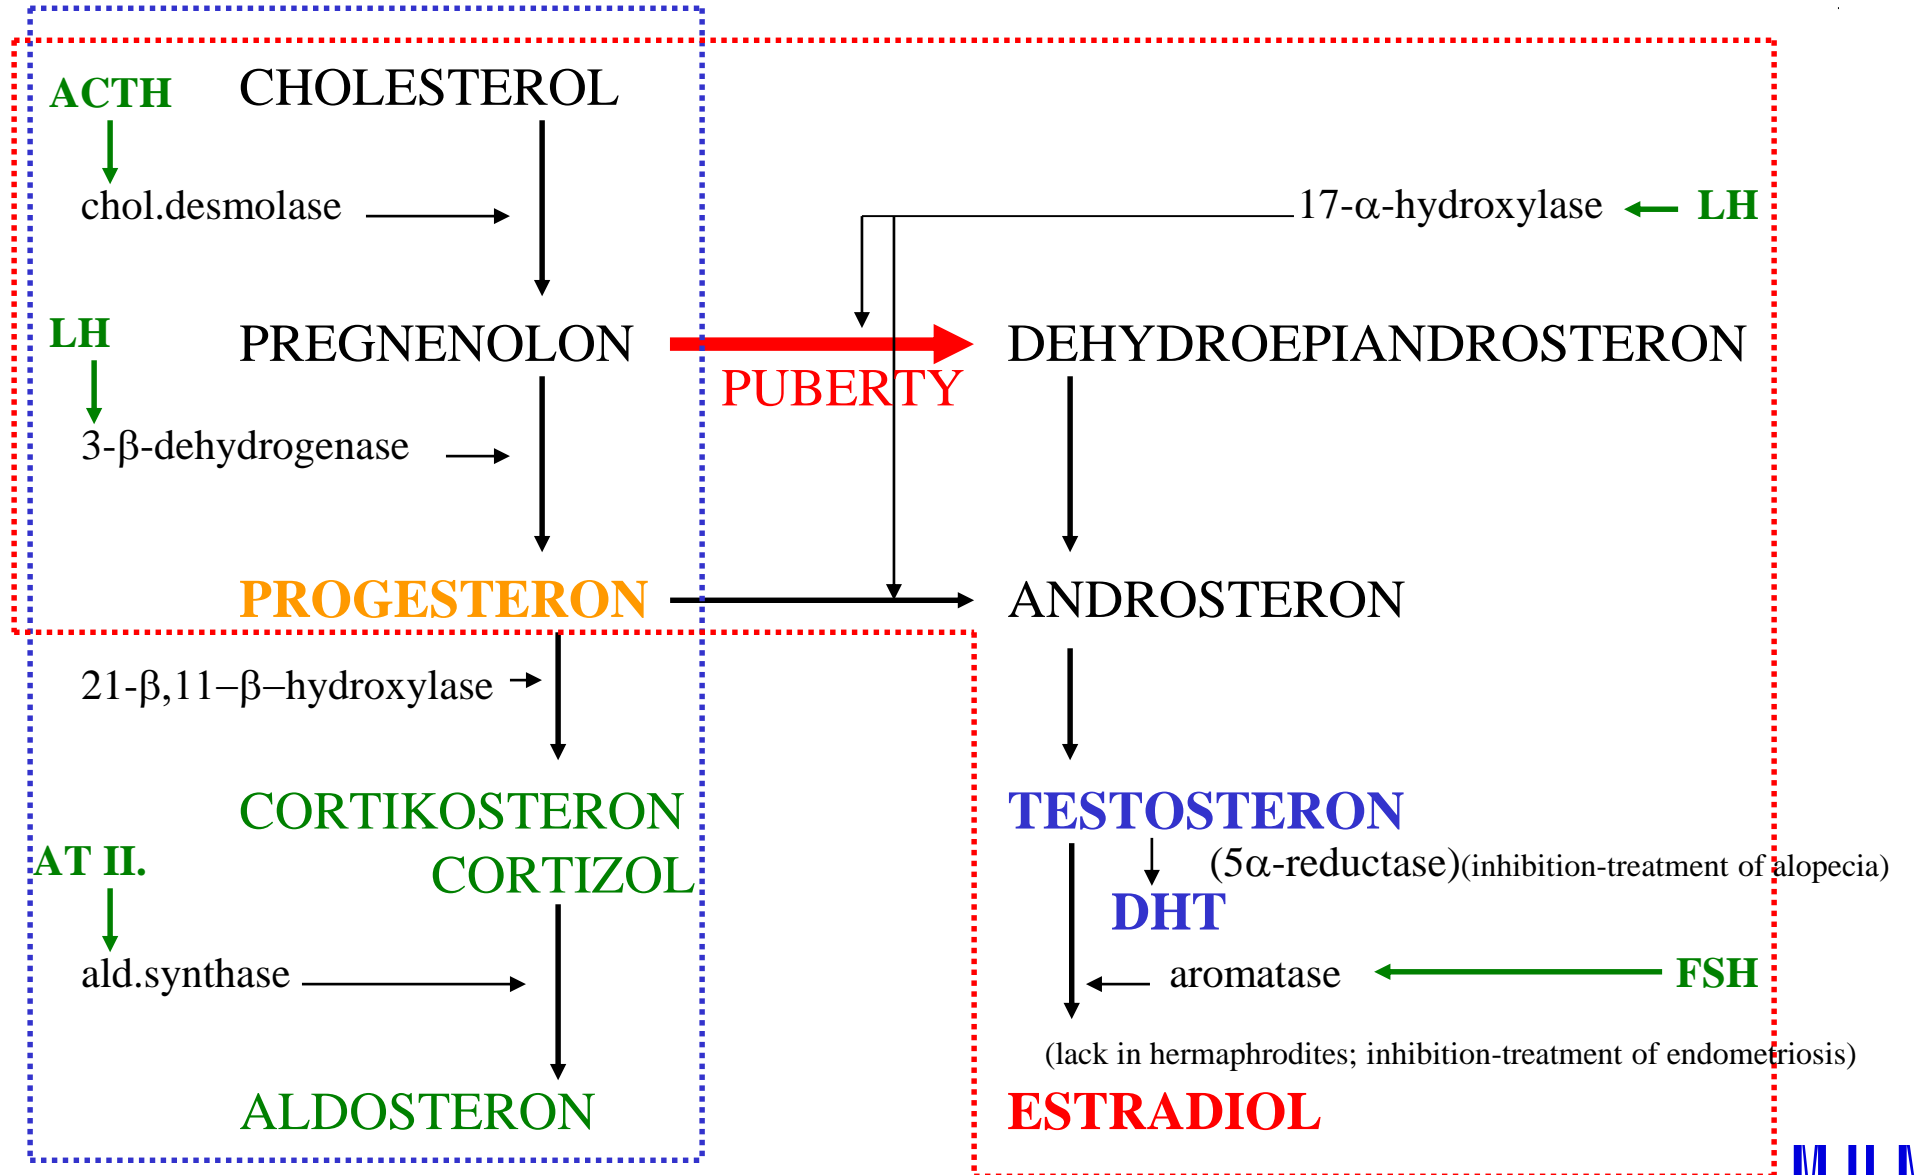 ACTH CHOLESTEROL
chol.desmolase 17-α-hydroxylase LH
LH PREGNENOLON DEHYDROEPIANDROSTERON
PUBERTY
3-β-dehydrogenase
PROGESTERON ANDROSTERON
21-β,11–β–hydroxylase
CORTIKOSTERON TESTOSTERON
AT II. CORTIZOL (5α-reductase)(inhibition-treatment of alopecia)
DHT
ald.synthase aromatase FSH
(lack in hermaphrodites; inhibition-treatment of endometriosis)
ALDOSTERON ESTRADIOL